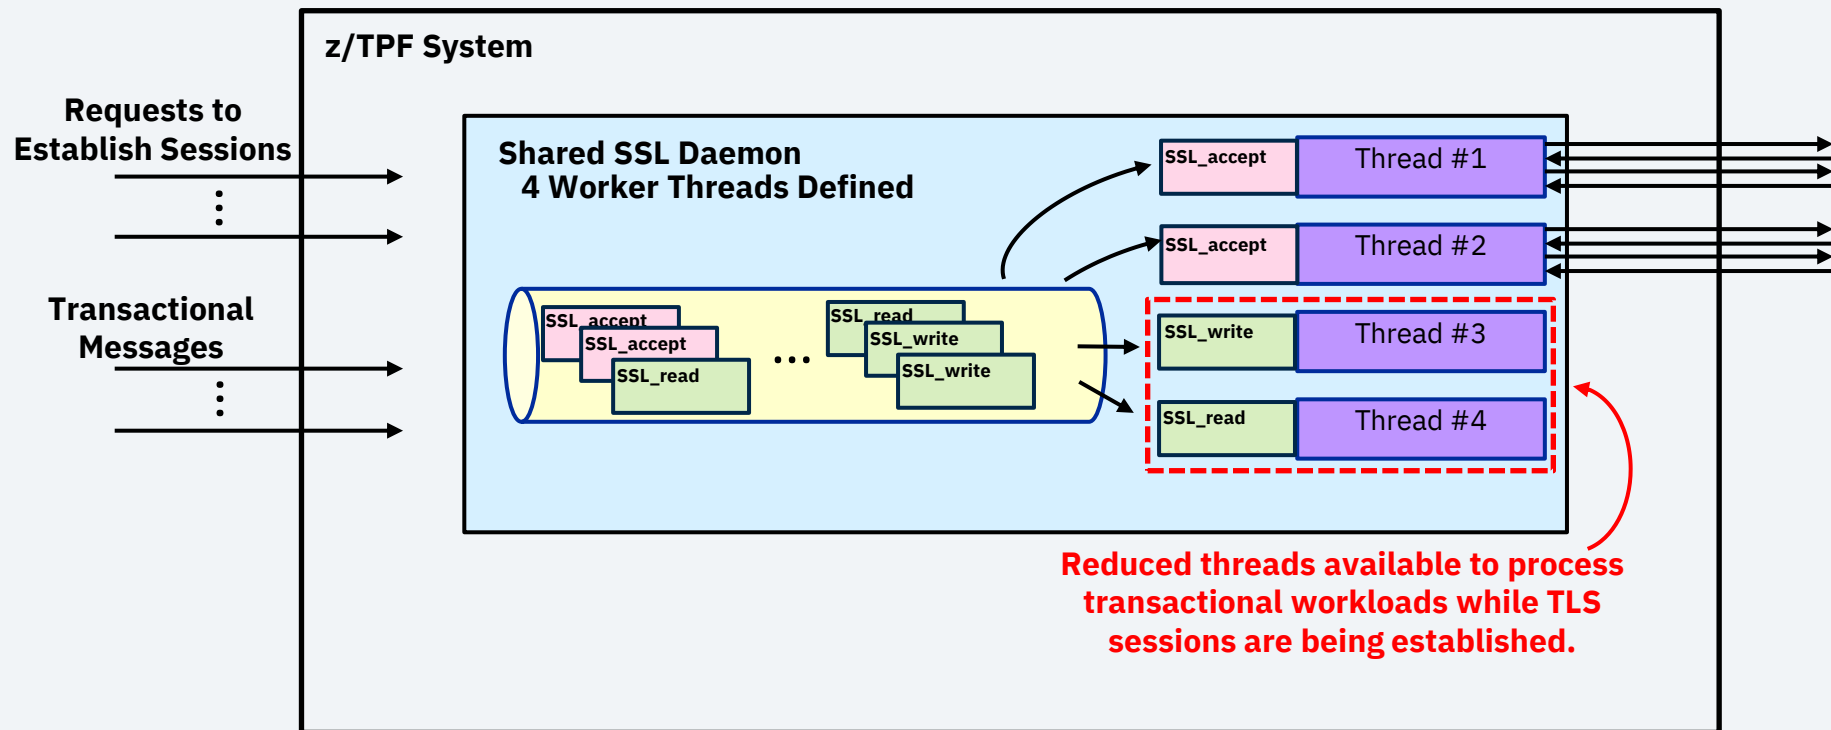 z/TPF System
Requests to
Establish Sessions
Transactional
Messages
Shared SSL Daemon
4 Worker Threads Defined
SSL_accept
SSL_accept
SSL_read
...
SSL_read
SSL_write
SSL_write
SSL_accept
Thread #1
SSL_accept
Thread #2
SSL_write
Thread #3
SSL_read
Thread #4
Reduced threads available to process
transactional workloads while TLS
sessions are being established.